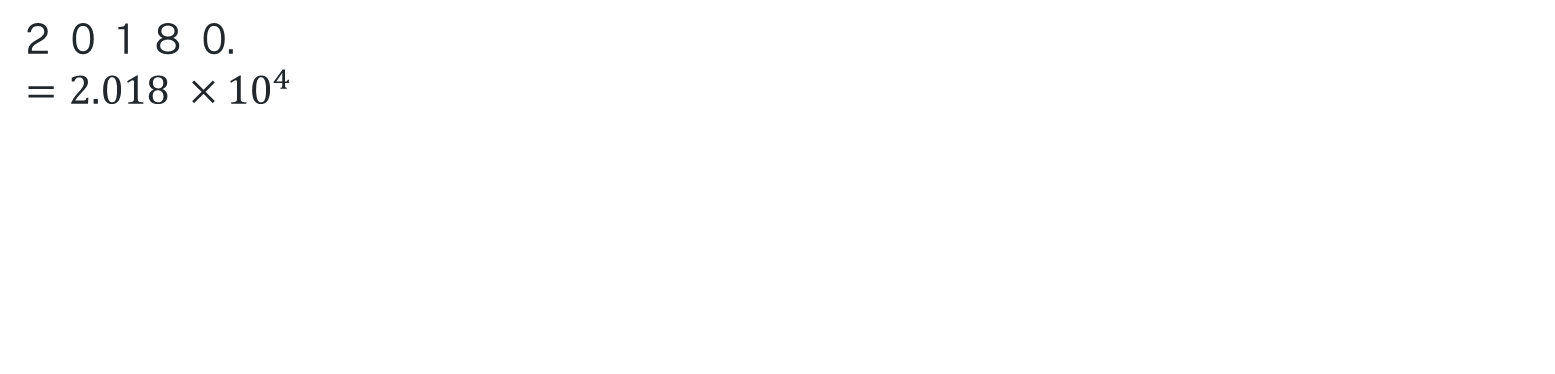 2 0 1 8 0.
= 2.018 × 10⁴